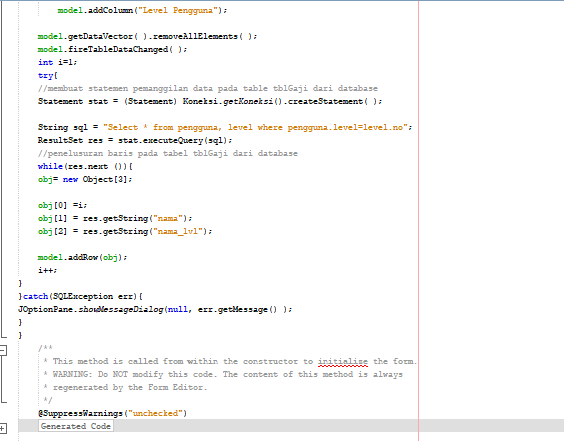 model.addColumn("Level Pengguna");
model.getDataVector( ).removeAllElements( );
model.fireTableDataChanged( );
int i=1;
try{
//membuat statemen pemanggilan data pada table tblGaji dari database
Statement stat = (Statement) Koneksi.getKoneksi().createStatement( );
String sql = "Select * from pengguna, level where pengguna.level=level.no";
ResultSet res = stat.executeQuery(sql);
//penelusuran baris pada tabel tblGaji dari database
while(res.next ()){
obj= new Object[3];
obj[0] =i;
obj[1] = res.getString("nama");
obj[2] = res.getString("nama_lvl");
model.addRow(obj);
i++;
}
}catch(SQLException err){
JOptionPane.showMessageDialog(null, err.getMessage() );
}
}
/**
* This method is called from within the constructor to initialize the form.
* WARNING: Do NOT modify this code. The content of this method is always
* regenerated by the Form Editor.
*/
@SuppressWarnings("unchecked")
Generated Code